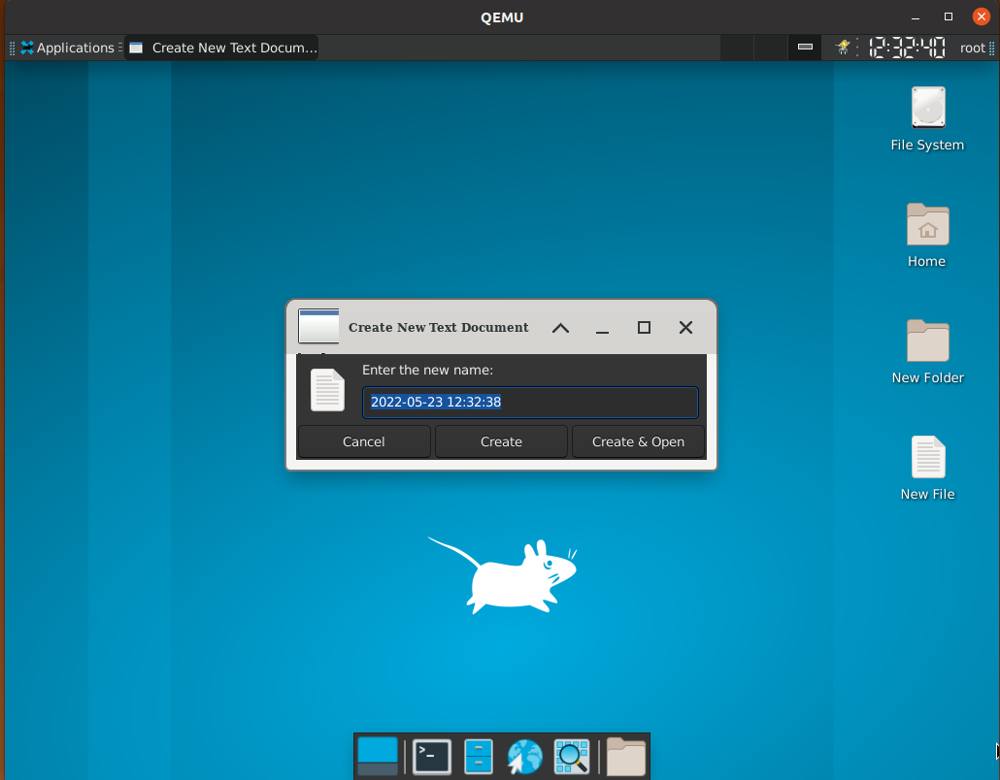 QEMU
Applications
Create New Text Docum...
12:32:40
root
File System
Home
New Folder
New File
Create New Text Document
Enter the new name:
2022-05-23 12:32:38
Cancel
Create
Create & Open
>_